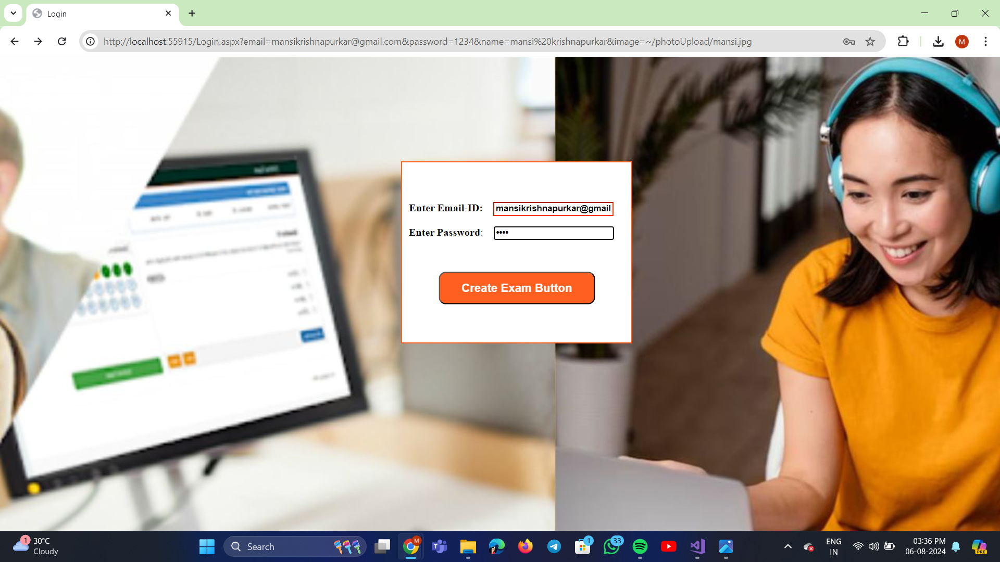 Login
http://localhost:55915/Login.aspx?email=mansikrishnapurkar@gmail.com&password=1234&name=mansi%20krishnapurkar&image=~/photoUpload/mansi.jpg
M
Enter Email-ID: mansikrishnapurkar@gmail
Enter Password: ••••
Create Exam Button
1
30°C
Cloudy
Search
M
1
33
ENG
IN
03:36 PM
06-08-2024
PRE